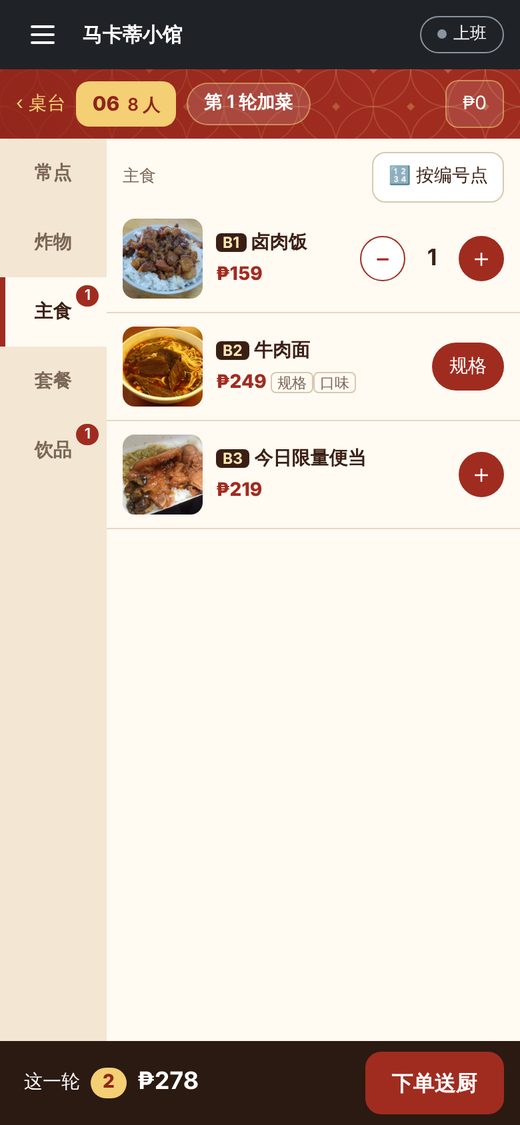 马卡蒂小馆
上班
‹ 桌台
06 8 人
第 1 轮加菜
₱0
常点
炸物
主食 1
套餐
饮品 1
主食
🔢 按编号点
B1 卤肉饭
₱159
− 1 +
B2 牛肉面
₱249 规格 口味
规格
B3 今日限量便当
₱219
+
这一轮 2 ₱278
下单送厨